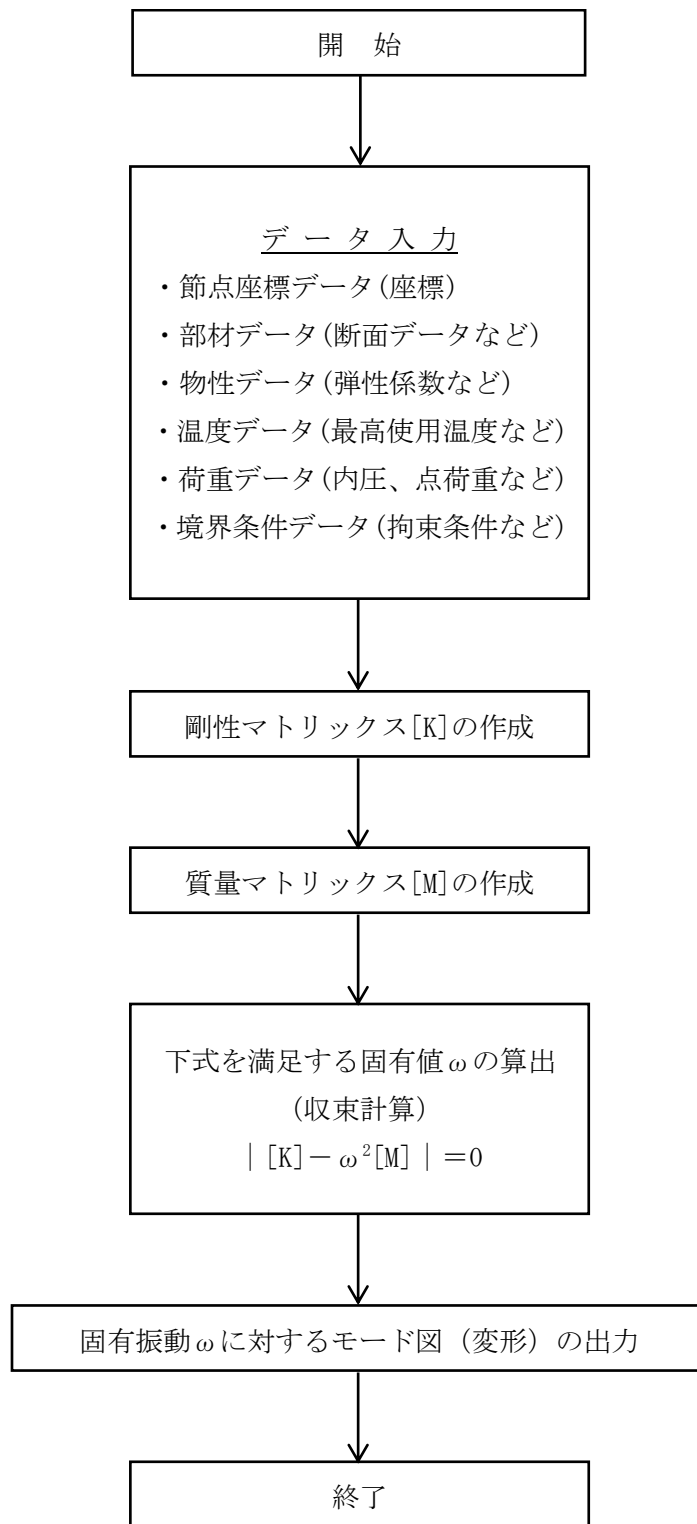 開　始
デ ー タ 入 力
・節点座標データ(座標)
・部材データ(断面データなど)
・物性データ(弾性係数など)
・温度データ(最高使用温度など)
・荷重データ(内圧、点荷重など)
・境界条件データ(拘束条件など)
剛性マトリックス[K]の作成
質量マトリックス[M]の作成
下式を満足する固有値ωの算出
(収束計算)
｜[K]－ω²[M]｜＝0
固有振動ωに対するモード図（変形）の出力
終了